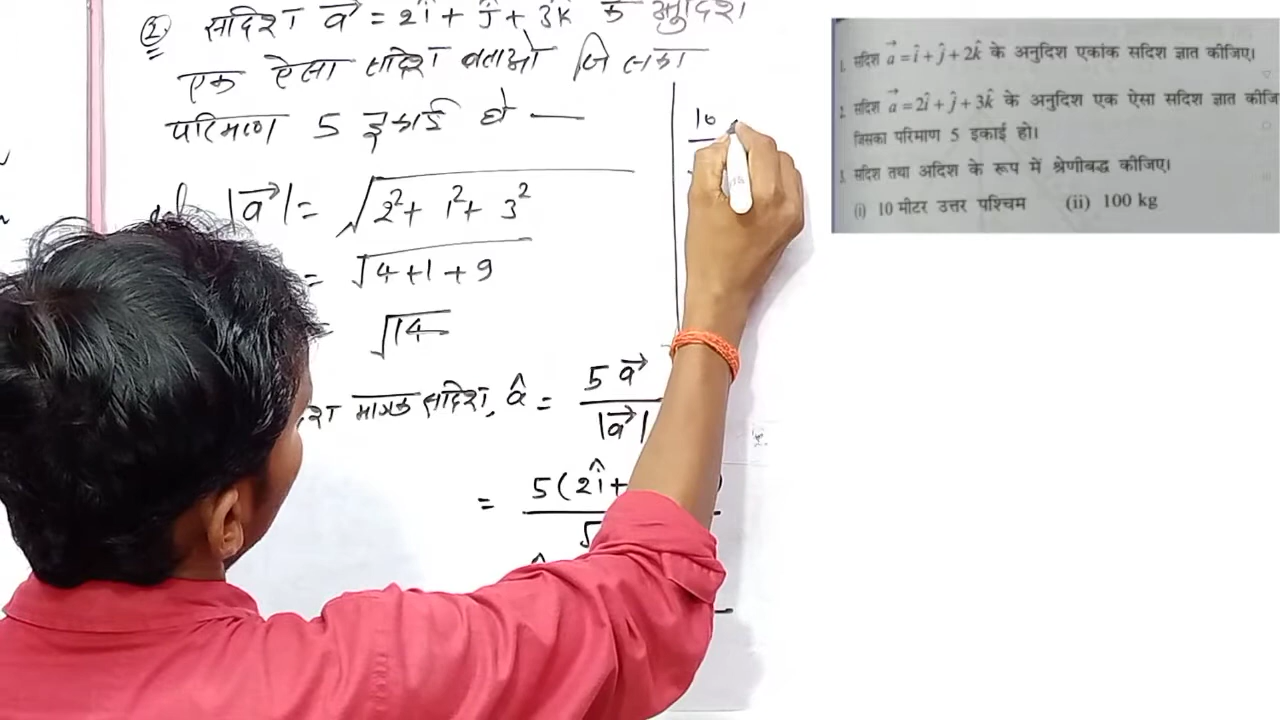 ② सदिश a⃗ = 2î + ĵ + 3k̂ के अनुदिश
एक ऐसा सदिश बताओ जिसका
परिमाण 5 इकाई हो —
|a⃗| = √2² + 1² + 3²
= √4+1+9
√14
मात्रक सदिश, â = 5a⃗ / |a⃗|
= 5(2î +
√
10
1. सदिश a⃗ = î + ĵ + 2k̂ के अनुदिश एकांक सदिश ज्ञात कीजिए।
2. सदिश a⃗ = 2î + ĵ + 3k̂ के अनुदिश एक ऐसा सदिश ज्ञात कीजि
जिसका परिमाण 5 इकाई हो।
3. सदिश तथा अदिश के रूप में श्रेणीबद्ध कीजिए।
(i) 10 मीटर उत्तर पश्चिम (ii) 100 kg